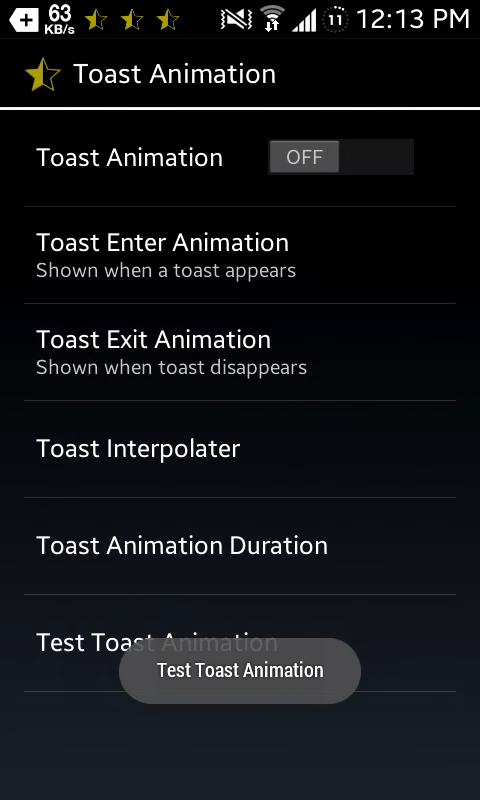 63
KB/s
11
12:13 PM
Toast Animation
Toast Animation
OFF
Toast Enter Animation
Shown when a toast appears
Toast Exit Animation
Shown when toast disappears
Toast Interpolater
Toast Animation Duration
Test Toast Animation
Test Toast Animation